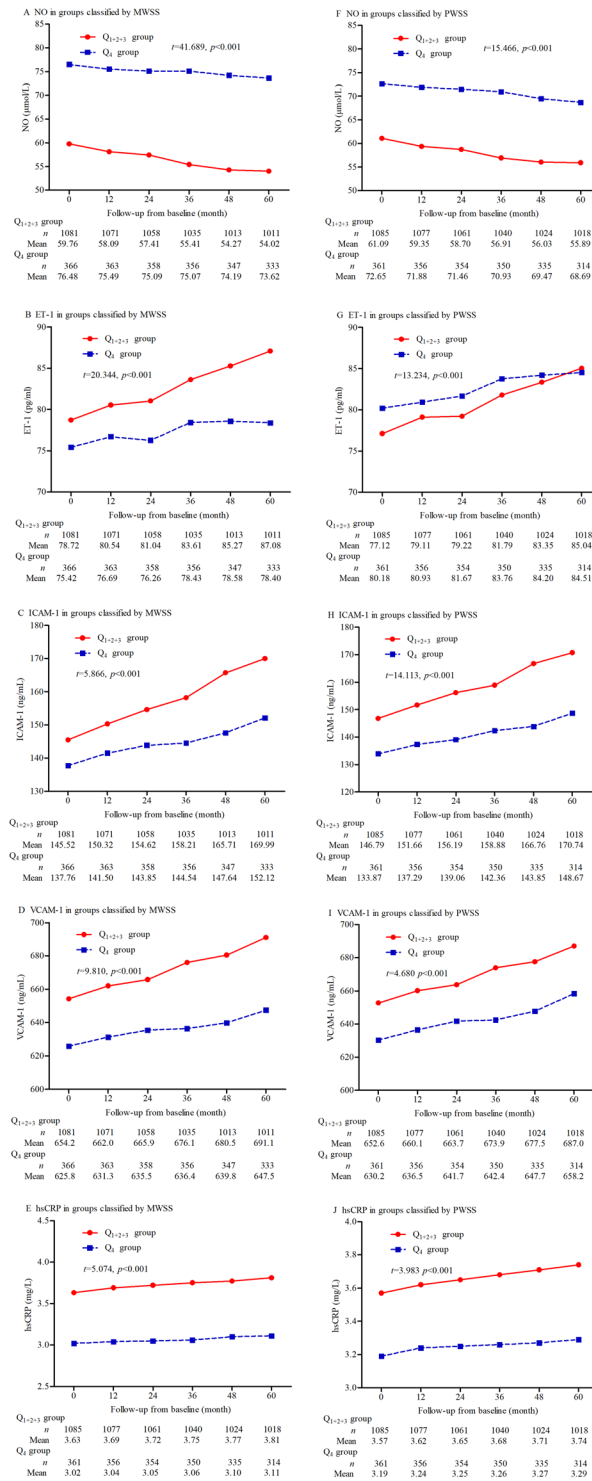 A NO in groups classified by MWSS
Q1+2+3 group
Q4 group
t=41.689, p<0.001
NO (μmol/L)
85
80
75
70
65
60
55
50
0 12 24 36 48 60
Follow-up from baseline (month)
Q1+2+3 group
n 1081 1071 1058 1035 1013 1011
Mean 59.76 58.09 57.41 55.41 54.27 54.02
Q4 group
n 366 363 358 356 347 333
Mean 76.48 75.49 75.09 75.07 74.19 73.62
B ET-1 in groups classified by MWSS
Q1+2+3 group
Q4 group
t=20.344, p<0.001
ET-1 (pg/ml)
90
85
80
75
70
0 12 24 36 48 60
Follow-up from baseline (month)
Q1+2+3 group
n 1081 1071 1058 1035 1013 1011
Mean 78.72 80.54 81.04 83.61 85.27 87.08
Q4 group
n 366 363 358 356 347 333
Mean 75.42 76.69 76.26 78.43 78.58 78.40
C ICAM-1 in groups classified by MWSS
Q1+2+3 group
Q4 group
t=5.866, p<0.001
ICAM-1 (ng/mL)
180
170
160
150
140
130
0 12 24 36 48 60
Follow-up from baseline (month)
Q1+2+3 group
n 1081 1071 1058 1035 1013 1011
Mean 145.52 150.32 154.62 158.21 165.71 169.99
Q4 group
n 366 363 358 356 347 333
Mean 137.76 141.50 143.85 144.54 147.64 152.12
D VCAM-1 in groups classified by MWSS
Q1+2+3 group
Q4 group
t=9.810, p<0.001
VCAM-1 (ng/mL)
700
680
660
640
620
600
0 12 24 36 48 60
Follow-up from baseline (month)
Q1+2+3 group
n 1081 1071 1058 1035 1013 1011
Mean 654.2 662.0 665.9 676.1 680.5 691.1
Q4 group
n 366 363 358 356 347 333
Mean 625.8 631.3 635.5 636.4 639.8 647.5
E hsCRP in groups classified by MWSS
Q1+2+3 group
Q4 group
t=5.074, p<0.001
hsCRP (mg/L)
4.5
4.0
3.5
3.0
2.5
0 12 24 36 48 60
Follow-up from baseline (month)
Q1+2+3 group
n 1085 1077 1061 1040 1024 1018
Mean 3.63 3.69 3.72 3.75 3.77 3.81
Q4 group
n 361 356 354 350 335 314
Mean 3.02 3.04 3.05 3.06 3.10 3.11
F NO in groups classified by PWSS
Q1+2+3 group
Q4 group
t=15.466, p<0.001
NO (μmol/L)
85
80
75
70
65
60
55
50
0 12 24 36 48 60
Follow-up from baseline (month)
Q1+2+3 group
n 1085 1077 1061 1040 1024 1018
Mean 61.09 59.35 58.70 56.91 56.03 55.89
Q4 group
n 361 356 354 350 335 314
Mean 72.65 71.88 71.46 70.93 69.47 68.69
G ET-1 in groups classified by PWSS
Q1+2+3 group
Q4 group
t=13.234, p<0.001
ET-1 (pg/ml)
90
85
80
75
70
0 12 24 36 48 60
Follow-up from baseline (month)
Q1+2+3 group
n 1085 1077 1061 1040 1024 1018
Mean 77.12 79.11 79.22 81.79 83.35 85.04
Q4 group
n 361 356 354 350 335 314
Mean 80.18 80.93 81.67 83.76 84.20 84.51
H ICAM-1 in groups classified by PWSS
Q1+2+3 group
Q4 group
t=14.113, p<0.001
ICAM-1 (ng/mL)
180
170
160
150
140
130
120
0 12 24 36 48 60
Follow-up from baseline (month)
Q1+2+3 group
n 1085 1077 1061 1040 1024 1018
Mean 146.79 151.66 156.19 158.88 166.76 170.74
Q4 group
n 361 356 354 350 335 314
Mean 133.87 137.29 139.06 142.36 143.85 148.67
I VCAM-1 in groups classified by PWSS
Q1+2+3 group
Q4 group
t=4.680 p<0.001
VCAM-1 (ng/mL)
700
680
660
640
620
600
0 12 24 36 48 60
Follow-up from baseline (month)
Q1+2+3 group
n 1085 1077 1061 1040 1024 1018
Mean 652.6 660.1 663.7 673.9 677.5 687.0
Q4 group
n 361 356 354 350 335 314
Mean 630.2 636.5 641.7 642.4 647.7 658.2
J hsCRP in groups classified by PWSS
Q1+2+3 group
Q4 group
t=3.983 p<0.001
hsCRP (mg/L)
4.0
3.8
3.6
3.4
3.2
3.0
0 12 24 36 48 60
Follow-up from baseline (month)
Q1+2+3 group
n 1085 1077 1061 1040 1024 1018
Mean 3.57 3.62 3.65 3.68 3.71 3.74
Q4 group
n 361 356 354 350 335 314
Mean 3.19 3.24 3.25 3.26 3.27 3.29